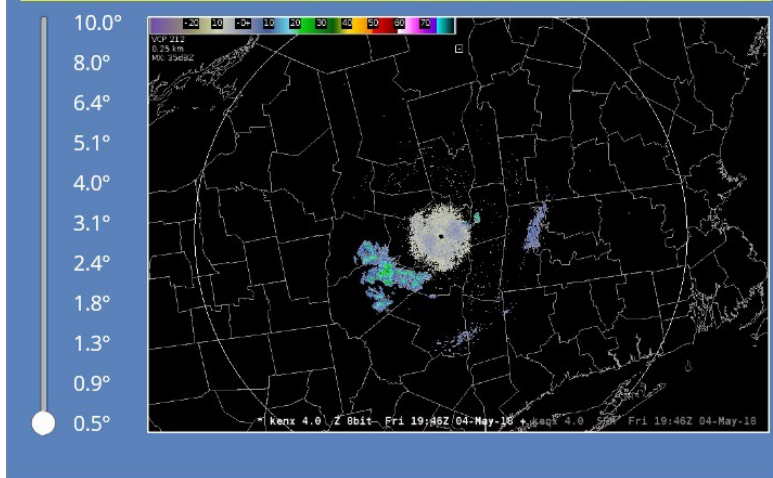 10.0°
8.0°
6.4°
5.1°
4.0°
3.1°
2.4°
1.8°
1.3°
0.9°
0.5°
-20 10 -0+ 10 20 30 40 50 60 70
VCP 212
0.25 km
MX: 35dBZ
* kenx 4.0 Z 8bit Fri 19:46Z 04-May-18 + kenx 4.0 Fri 19:46Z 04-May-18